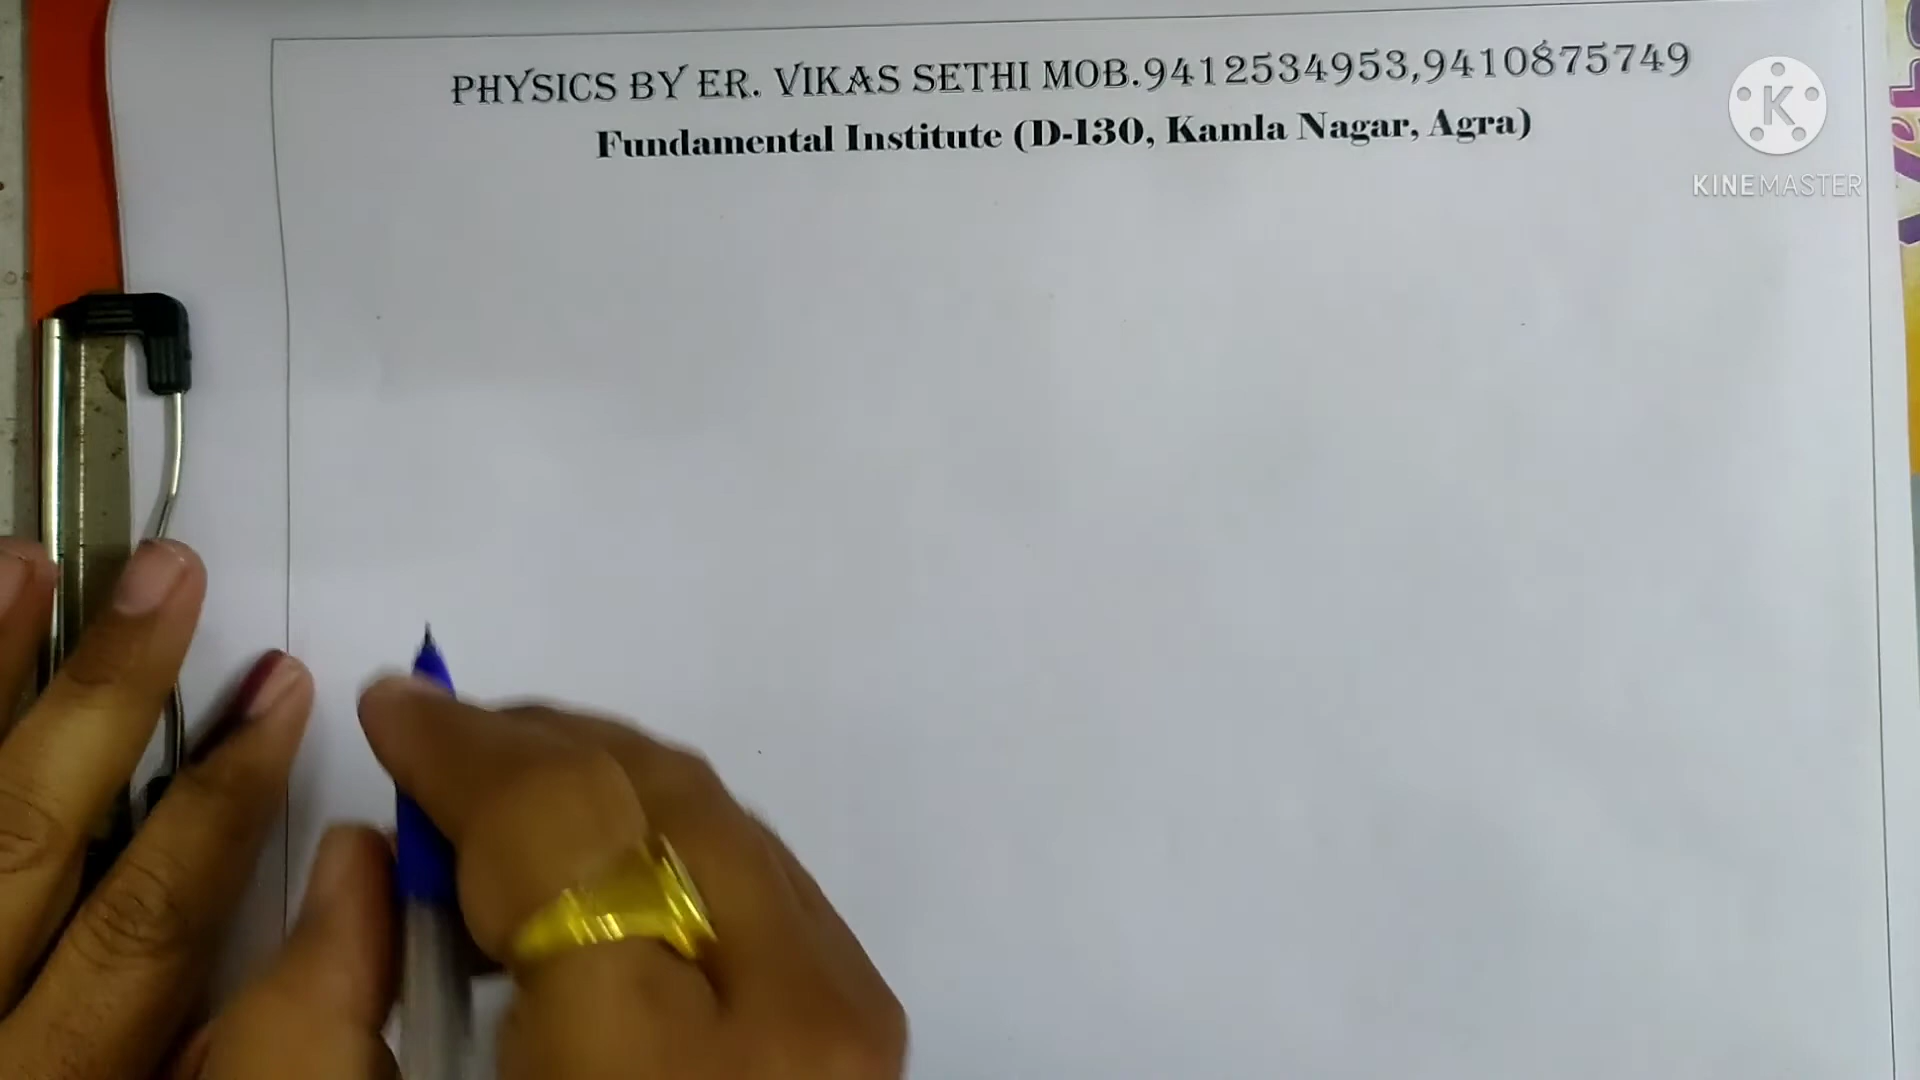 PHYSICS BY ER. VIKAS SETHI MOB.9412534953,9410875749
Fundamental Institute (D-130, Kamla Nagar, Agra)
K
KINEMASTER